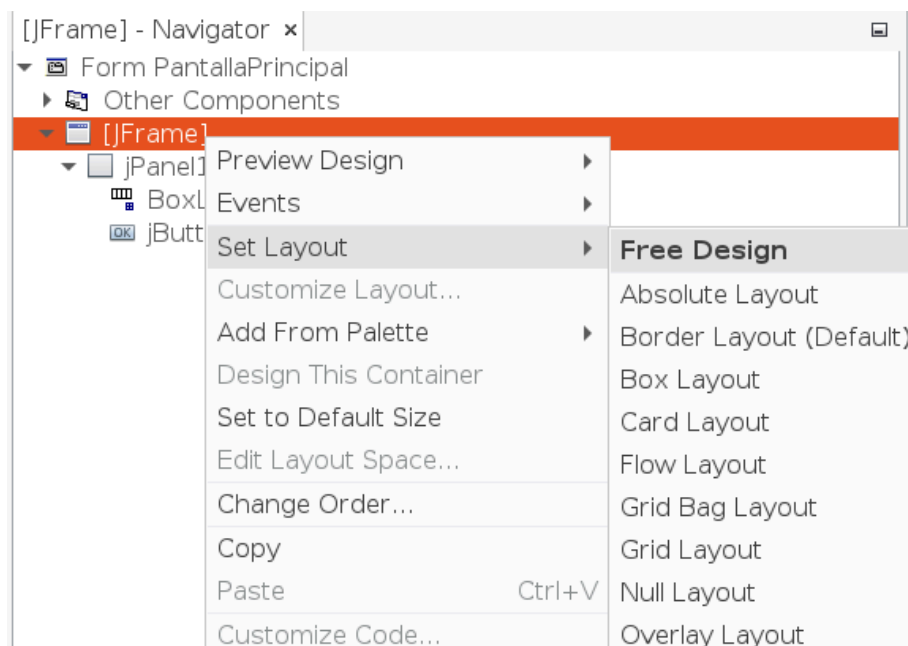 [JFrame] - Navigator ×
Form PantallaPrincipal
Other Components
[JFrame]
jPanel1
BoxL
OK jButt
Preview Design
Events
Set Layout
Customize Layout...
Add From Palette
Design This Container
Set to Default Size
Edit Layout Space...
Change Order...
Copy
Paste Ctrl+V
Customize Code...
Free Design
Absolute Layout
Border Layout (Default)
Box Layout
Card Layout
Flow Layout
Grid Bag Layout
Grid Layout
Null Layout
Overlay Layout